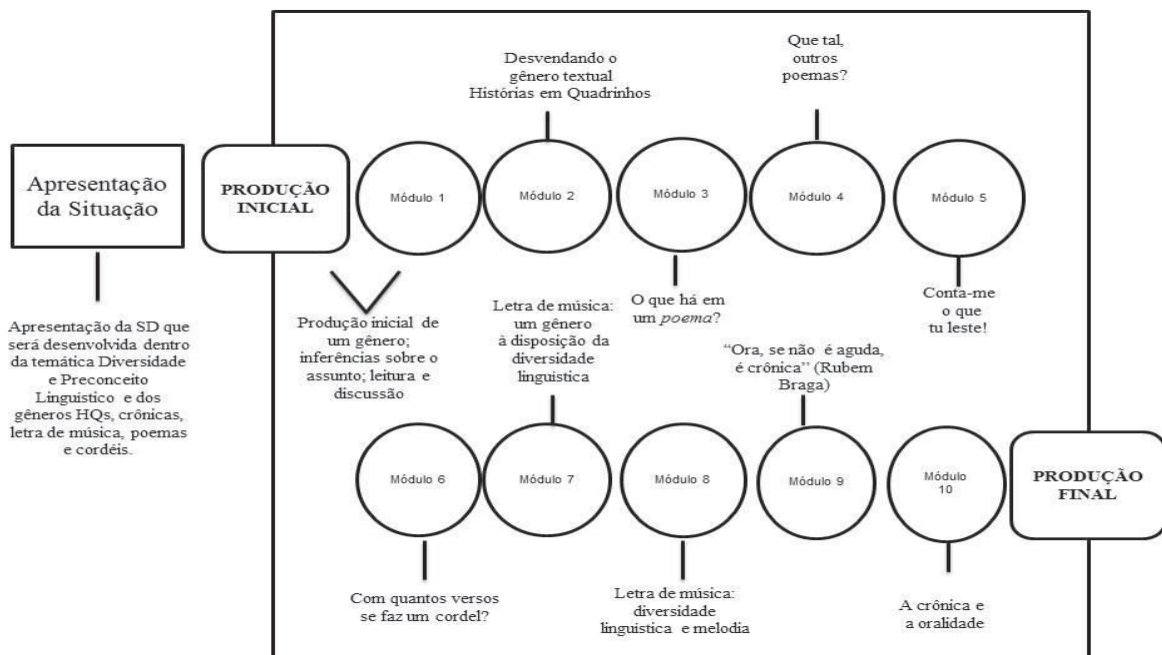 Apresentação
da Situação
Apresentação da SD que
será desenvolvida dentro
da temática Diversidade
e Preconceito
Linguistico e dos
gêneros HQs, crônicas,
letra de música, poemas
e cordéis.
PRODUÇÃO
INICIAL
Módulo 1
Produção inicial de
um gênero;
inferências sobre o
assunto; leitura e
discussão
Desvendando o
gênero textual
Histórias em Quadrinhos
Módulo 2
Módulo 3
O que há em
um poema?
Que tal,
outros
poemas?
Módulo 4
Módulo 5
Conta-me
o que
tu leste!
Módulo 6
Com quantos versos
se faz um cordel?
Letra de música:
um gênero
à disposição da
diversidade
linguistica
Módulo 7
Módulo 8
Letra de música:
diversidade
linguística e melodia
“Ora, se não é aguda,
é crônica” (Rubem
Braga)
Módulo 9
Módulo
10
A crônica e
a oralidade
PRODUÇÃO
FINAL